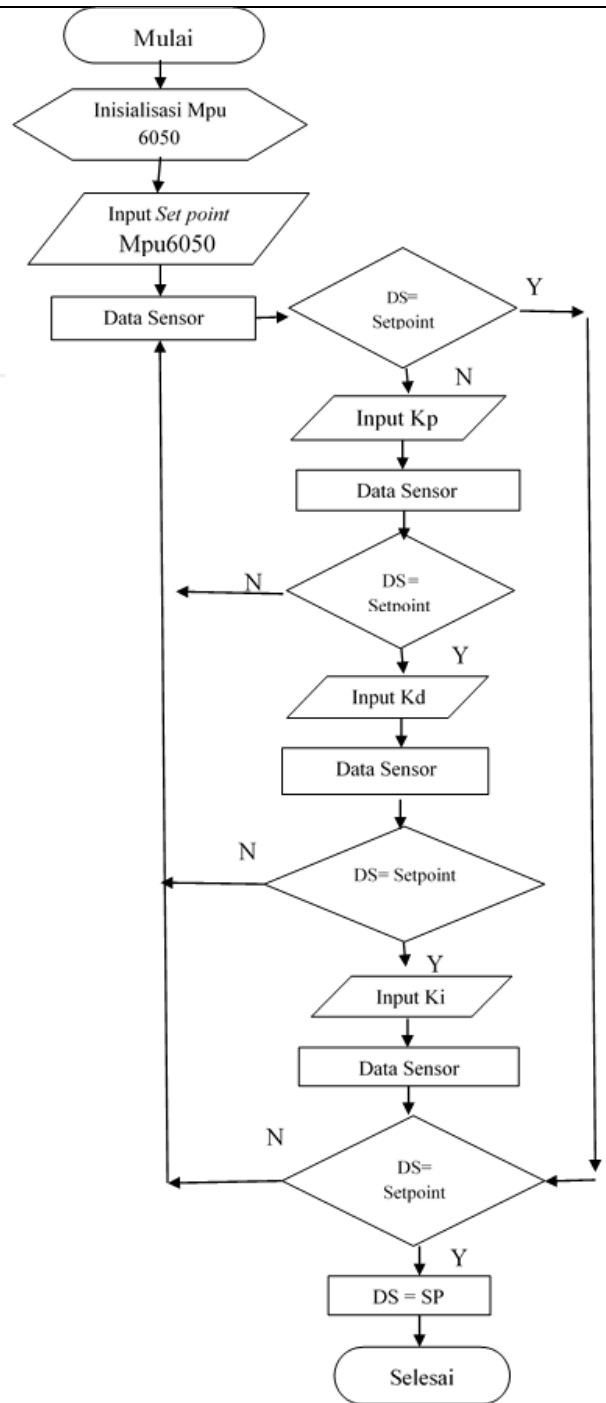 Mulai
Inisialisasi Mpu
6050
Input Set point
Mpu6050
Data Sensor
DS=
Setpoint
Y
N
Input Kp
Data Sensor
DS=
Setpoint
N
Y
Input Kd
Data Sensor
DS= Setpoint
N
Y
Input Ki
Data Sensor
DS=
Setpoint
N
Y
DS = SP
Selesai